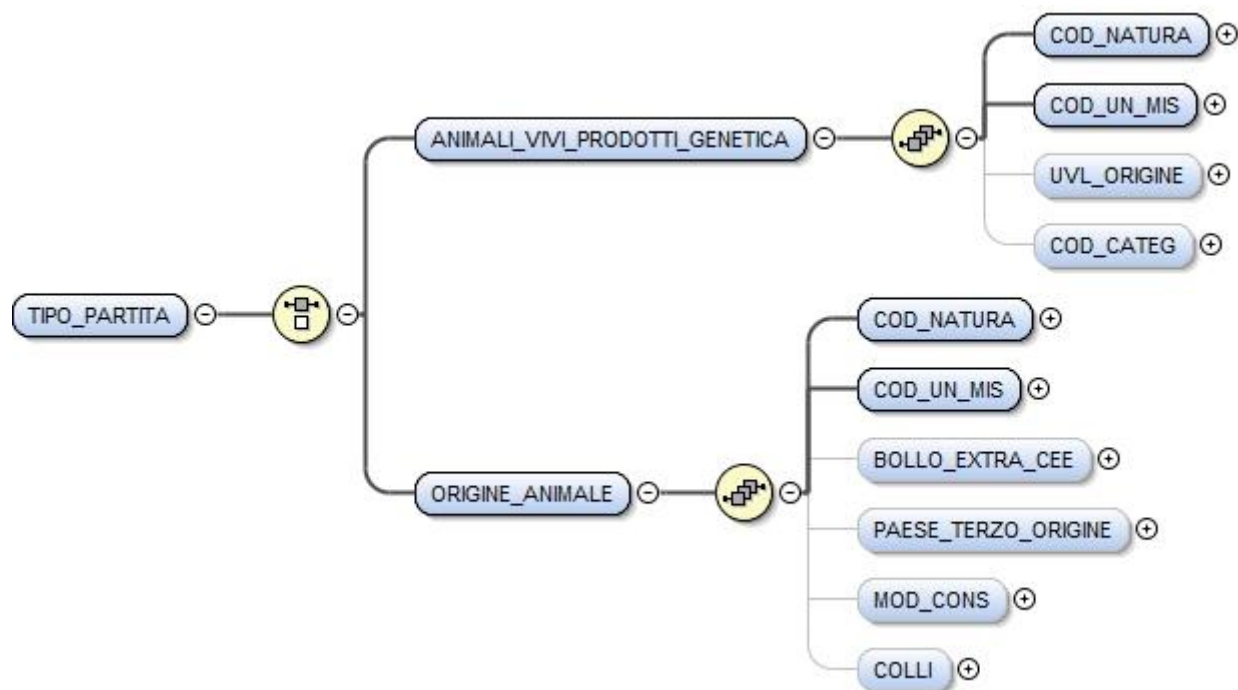 COD_NATURA
COD_UN_MIS
ANIMALI_VIVI_PRODOTTI_GENETICA
UVL_ORIGINE
COD_CATEG
TIPO_PARTITA
COD_NATURA
COD_UN_MIS
BOLLO_EXTRA_CEE
ORIGINE_ANIMALE
PAESE_TERZO_ORIGINE
MOD_CONS
COLLI